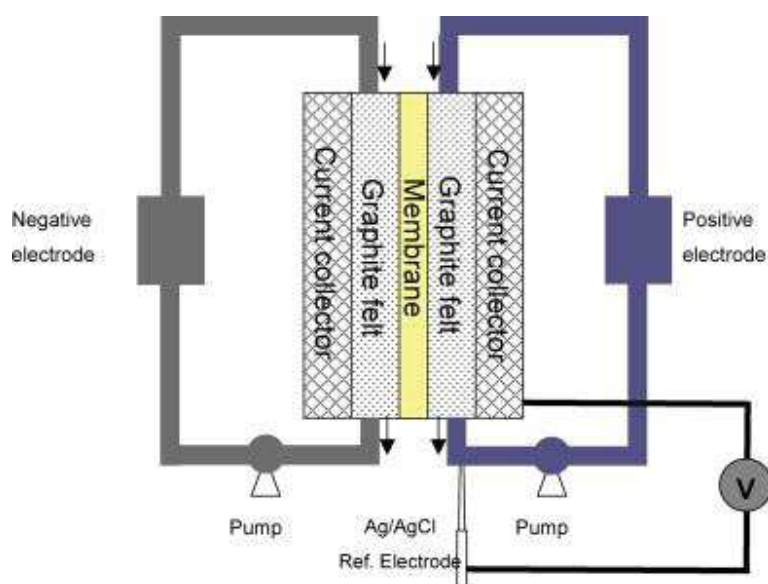 Negative
electrode
Current collector
Graphite felt
Membrane
Graphite felt
Current collector
Positive
electrode
V
Pump
Ag/AgCl
Ref. Electrode
Pump